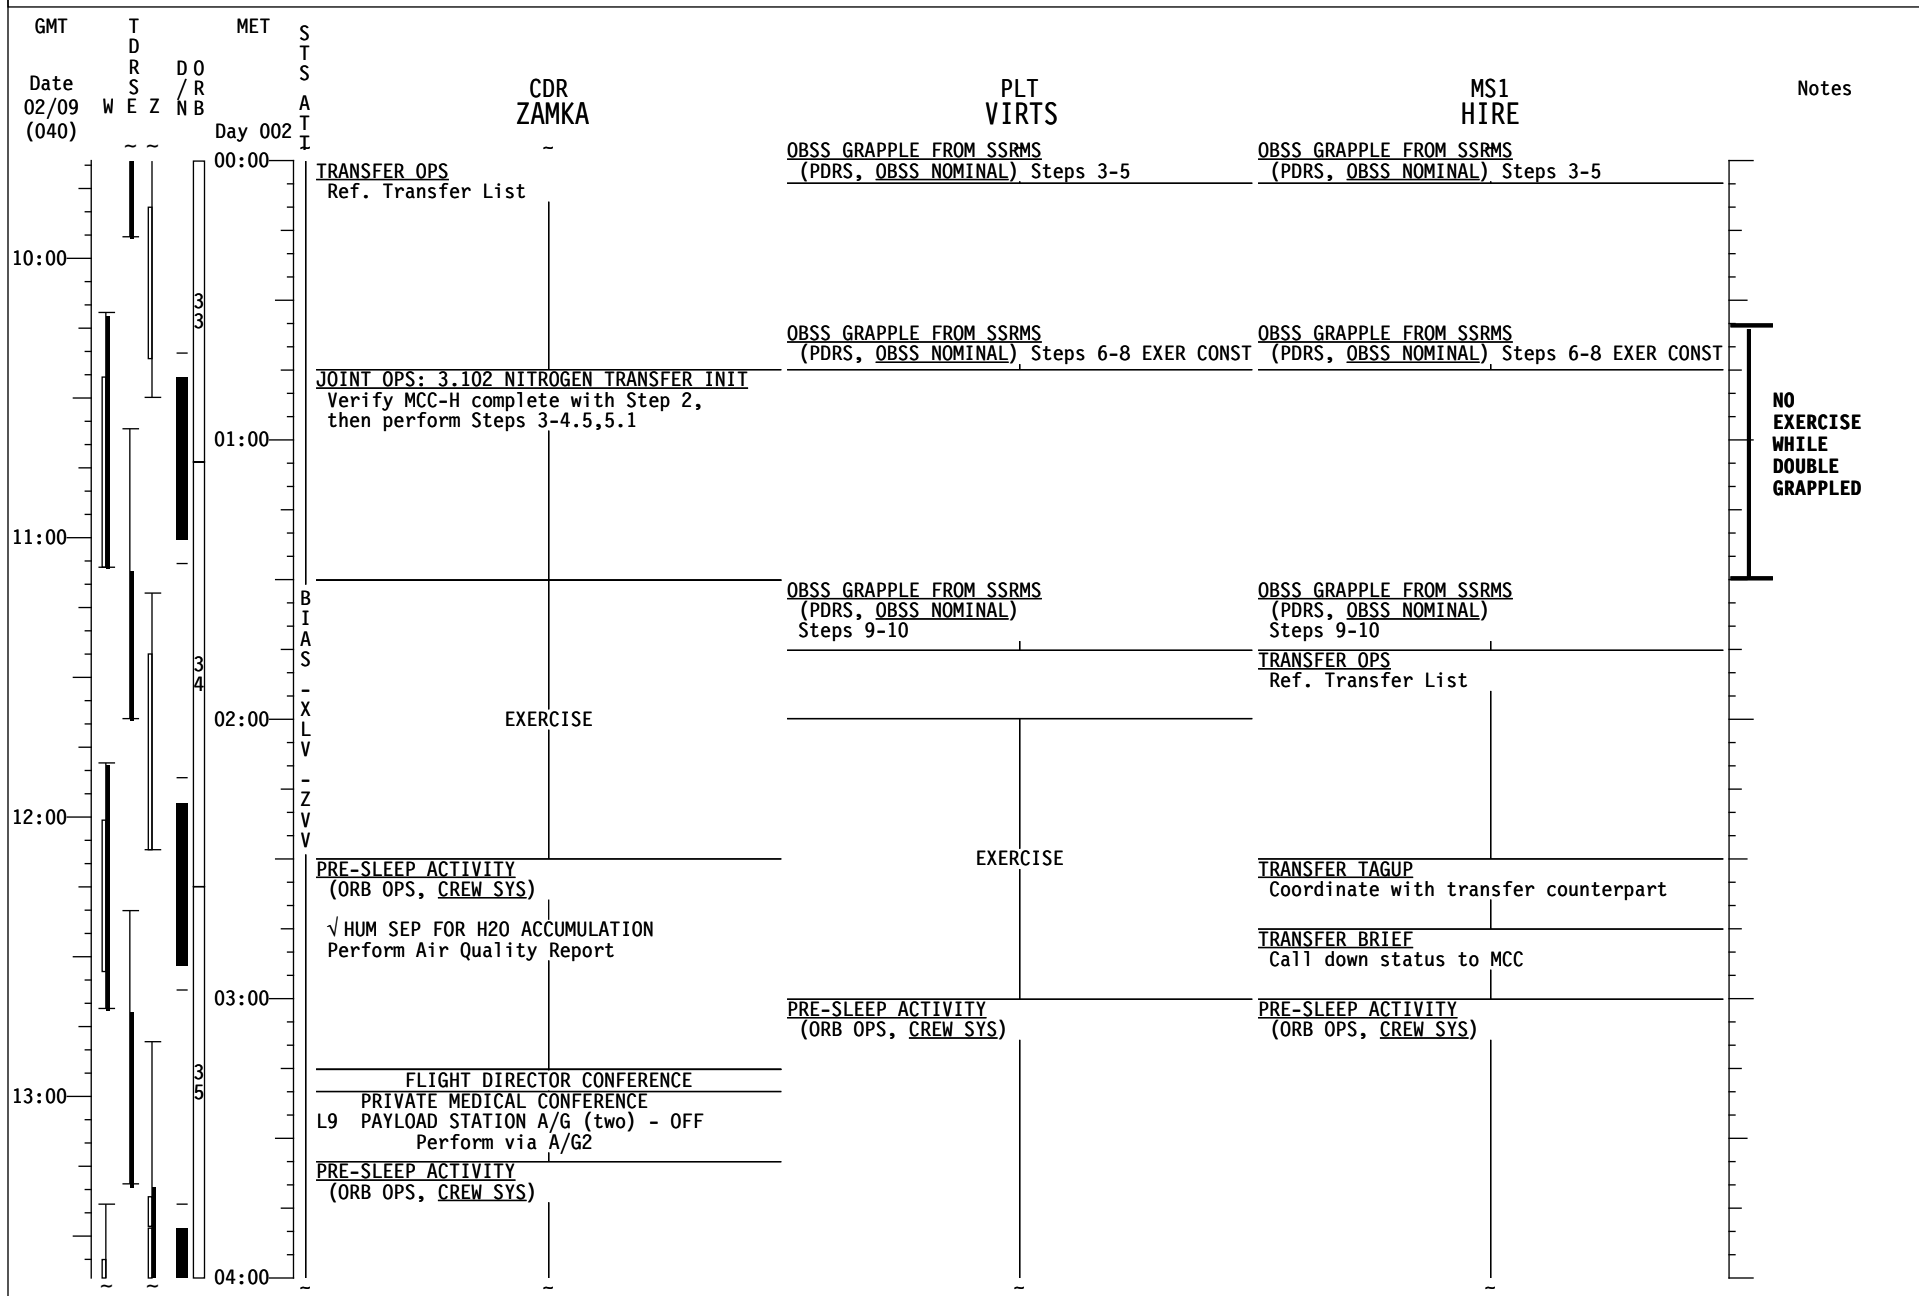 GMT
TDRS
MET
STS ATT
Date
02/09
(040)
W E Z
D/N
ORB
Day 002
CDR
ZAMKA
PLT
VIRTS
MS1
HIRE
Notes
~ ~ ~
00:00
TRANSFER OPS
Ref. Transfer List
OBSS GRAPPLE FROM SSRMS
(PDRS, OBSS NOMINAL) Steps 3-5
OBSS GRAPPLE FROM SSRMS
(PDRS, OBSS NOMINAL) Steps 3-5
10:00
33
OBSS GRAPPLE FROM SSRMS
(PDRS, OBSS NOMINAL) Steps 6-8 EXER CONST
OBSS GRAPPLE FROM SSRMS
(PDRS, OBSS NOMINAL) Steps 6-8 EXER CONST
JOINT OPS: 3.102 NITROGEN TRANSFER INIT
Verify MCC-H complete with Step 2,
then perform Steps 3-4.5,5.1
01:00
NO
EXERCISE
WHILE
DOUBLE
GRAPPLED
11:00
BIAS -XLV -ZVV
OBSS GRAPPLE FROM SSRMS
(PDRS, OBSS NOMINAL)
Steps 9-10
OBSS GRAPPLE FROM SSRMS
(PDRS, OBSS NOMINAL)
Steps 9-10
34
TRANSFER OPS
Ref. Transfer List
02:00
EXERCISE
12:00
EXERCISE
PRE-SLEEP ACTIVITY
(ORB OPS, CREW SYS)
√HUM SEP FOR H2O ACCUMULATION
Perform Air Quality Report
TRANSFER TAGUP
Coordinate with transfer counterpart
TRANSFER BRIEF
Call down status to MCC
03:00
PRE-SLEEP ACTIVITY
(ORB OPS, CREW SYS)
PRE-SLEEP ACTIVITY
(ORB OPS, CREW SYS)
35
13:00
FLIGHT DIRECTOR CONFERENCE
PRIVATE MEDICAL CONFERENCE
L9 PAYLOAD STATION A/G (two) - OFF
Perform via A/G2
PRE-SLEEP ACTIVITY
(ORB OPS, CREW SYS)
04:00
~ ~ ~ ~ ~ ~